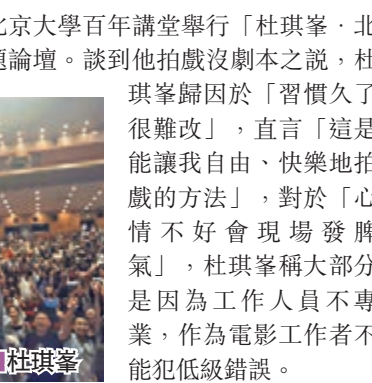 北京大學百年講堂舉行「杜琪峯．北
題論壇。談到他拍戲沒劇本之說，杜
琪峯歸因於「習慣久了
很難改」，直言「這是
能讓我自由、快樂地拍
戲的方法」，對於「心
情不好會現場發脾
氣」，杜琪峯稱大部分
是因為工作人員不專
業，作為電影工作者不
能犯低級錯誤。
杜琪峯